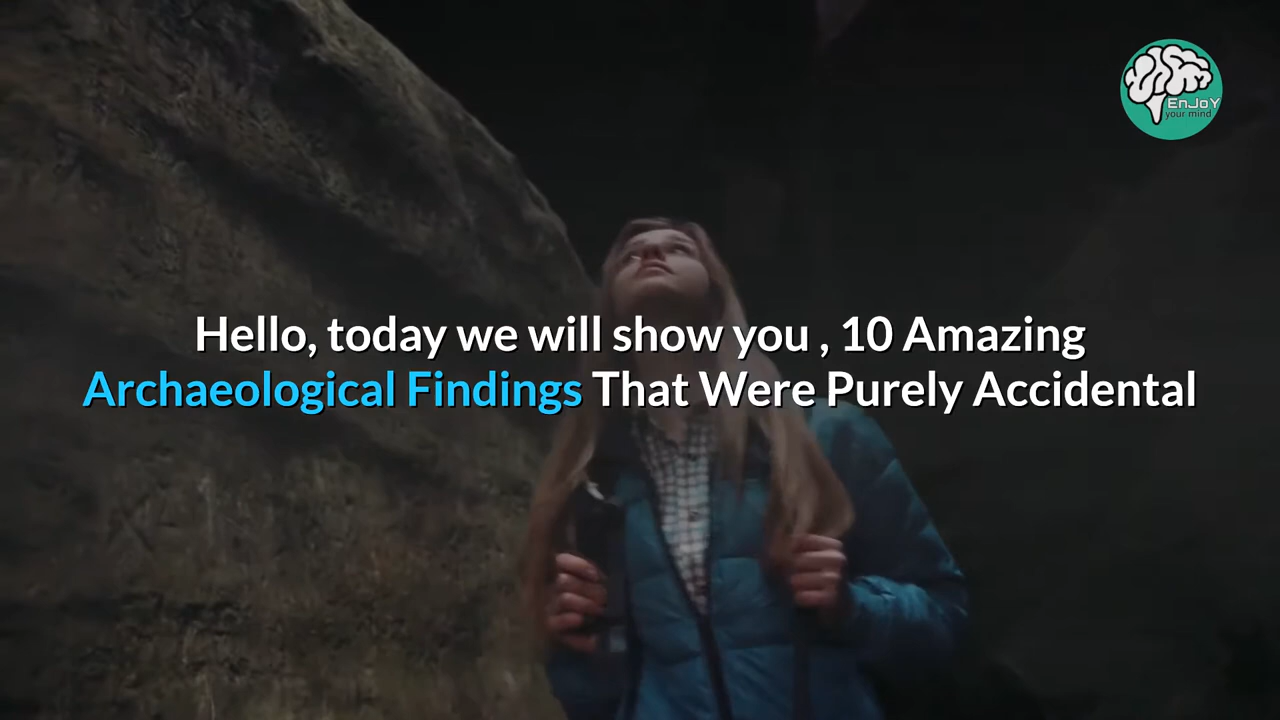 EnJoY
your mind
Hello, today we will show you , 10 Amazing
Archaeological Findings That Were Purely Accidental